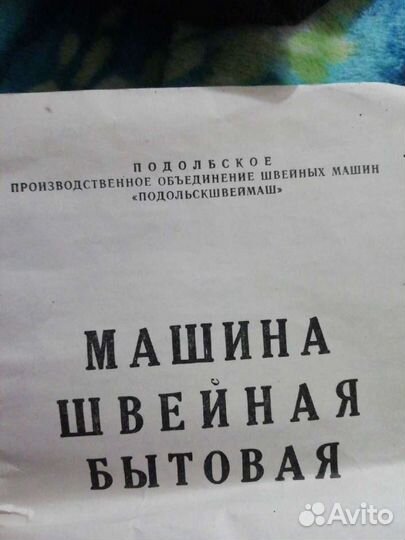 ПОДОЛЬСКОЕ
ПРОИЗВОДСТВЕННОЕ ОБЪЕДИНЕНИЕ ШВЕЙНЫХ МАШИН
«ПОДОЛЬСКШВЕЙМАШ»
МАШИНА
ШВЕЙНАЯ
БЫТОВАЯ
Avito